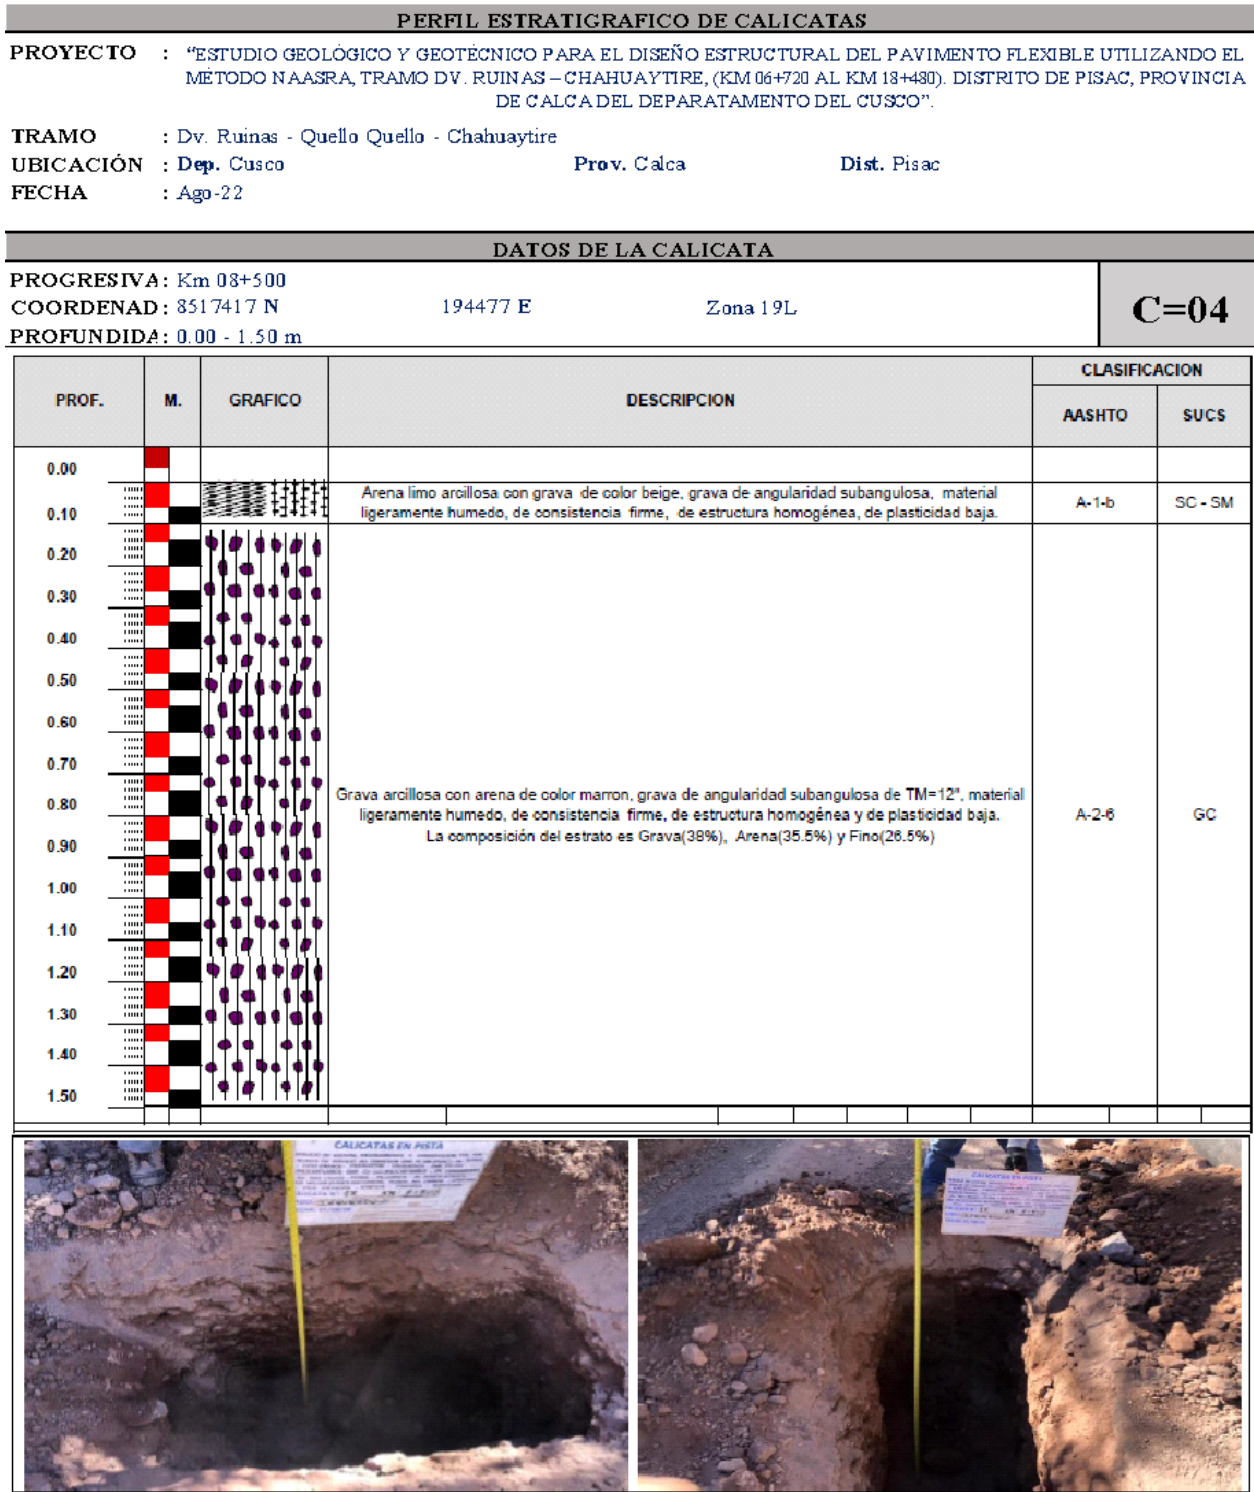 PERFIL ESTRATIGRAFICO DE CALICATAS
PROYECTO : "ESTUDIO GEOLÓGICO Y GEOTÉCNICO PARA EL DISEÑO ESTRUCTURAL DEL PAVIMENTO FLEXIBLE UTILIZANDO EL
MÉTODO NAASRA, TRAMO DV. RUINAS – CHAHUAYTIRE, (KM 06+720 AL KM 18+480). DISTRITO DE PISAC, PROVINCIA
DE CALCA DEL DEPARATAMENTO DEL CUSCO".
TRAMO : Dv. Ruinas - Quello Quello - Chahuaytire
UBICACIÓN : Dep. Cusco Prov. Calca Dist. Pisac
FECHA : Ago-22
DATOS DE LA CALICATA
PROGRESIVA: Km 08+500
COORDENAD: 8517417 N 194477 E Zona 19L
C=04
PROFUNDIDA: 0.00 - 1.50 m
PROF. M. GRAFICO DESCRIPCION CLASIFICACION
AASHTO SUCS
0.00
Arena limo arcillosa con grava de color beige, grava de angularidad subangulosa, material
ligeramente humedo, de consistencia firme, de estructura homogénea, de plasticidad baja.
A-1-b SC - SM
0.10
0.20
0.30
0.40
0.50
0.60
0.70
0.80
Grava arcillosa con arena de color marron, grava de angularidad subangulosa de TM=12", material
ligeramente humedo, de consistencia firme, de estructura homogénea y de plasticidad baja.
La composición del estrato es Grava(38%), Arena(35.5%) y Fino(26.5%)
A-2-6 GC
0.90
1.00
1.10
1.20
1.30
1.40
1.50
CALICATAS EN PISTA
CALICATAS EN PISTA